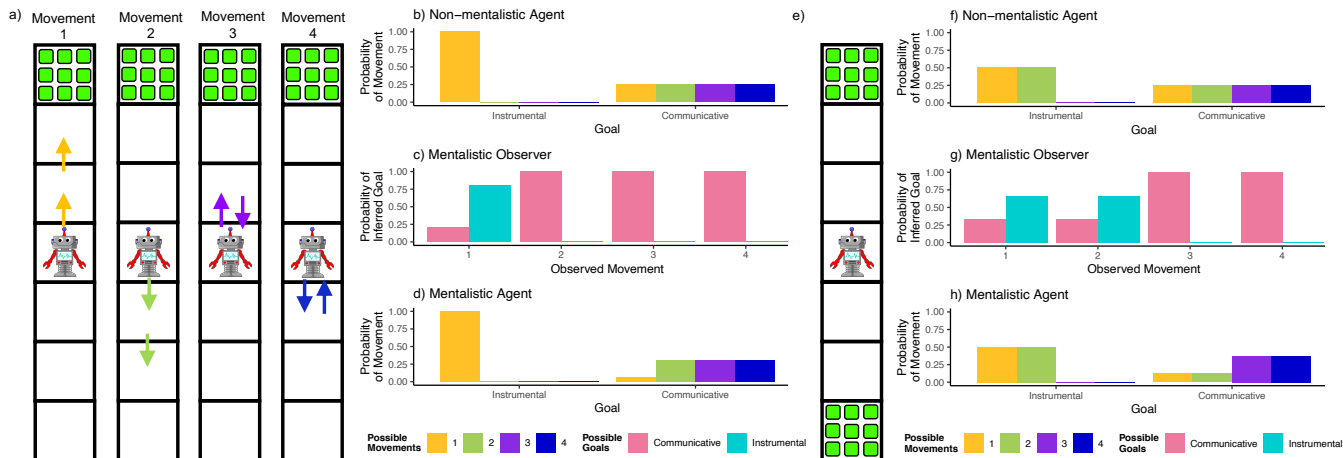 a)
Movement
1
Movement
2
Movement
3
Movement
4
b) Non−mentalistic Agent
Probability
of Movement
1.00
0.75
0.50
0.25
0.00
Instrumental
Communicative
Goal
c) Mentalistic Observer
Probability of
Inferred Goal
1.00
0.75
0.50
0.25
0.00
1
2
3
4
Observed Movement
d) Mentalistic Agent
Probability
of Movement
1.00
0.75
0.50
0.25
0.00
Instrumental
Communicative
Goal
Possible
Movements
1
2
3
4
Possible
Goals
Communicative
Instrumental
e)
f) Non−mentalistic Agent
Probability
of Movement
1.00
0.75
0.50
0.25
0.00
Instrumental
Communicative
Goal
g) Mentalistic Observer
Probability of
Inferred Goal
1.00
0.75
0.50
0.25
0.00
1
2
3
4
Observed Movement
h) Mentalistic Agent
Probability
of Movement
1.00
0.75
0.50
0.25
0.00
Instrumental
Communicative
Goal
Possible
Movements
1
2
3
4
Possible
Goals
Communicative
Instrumental